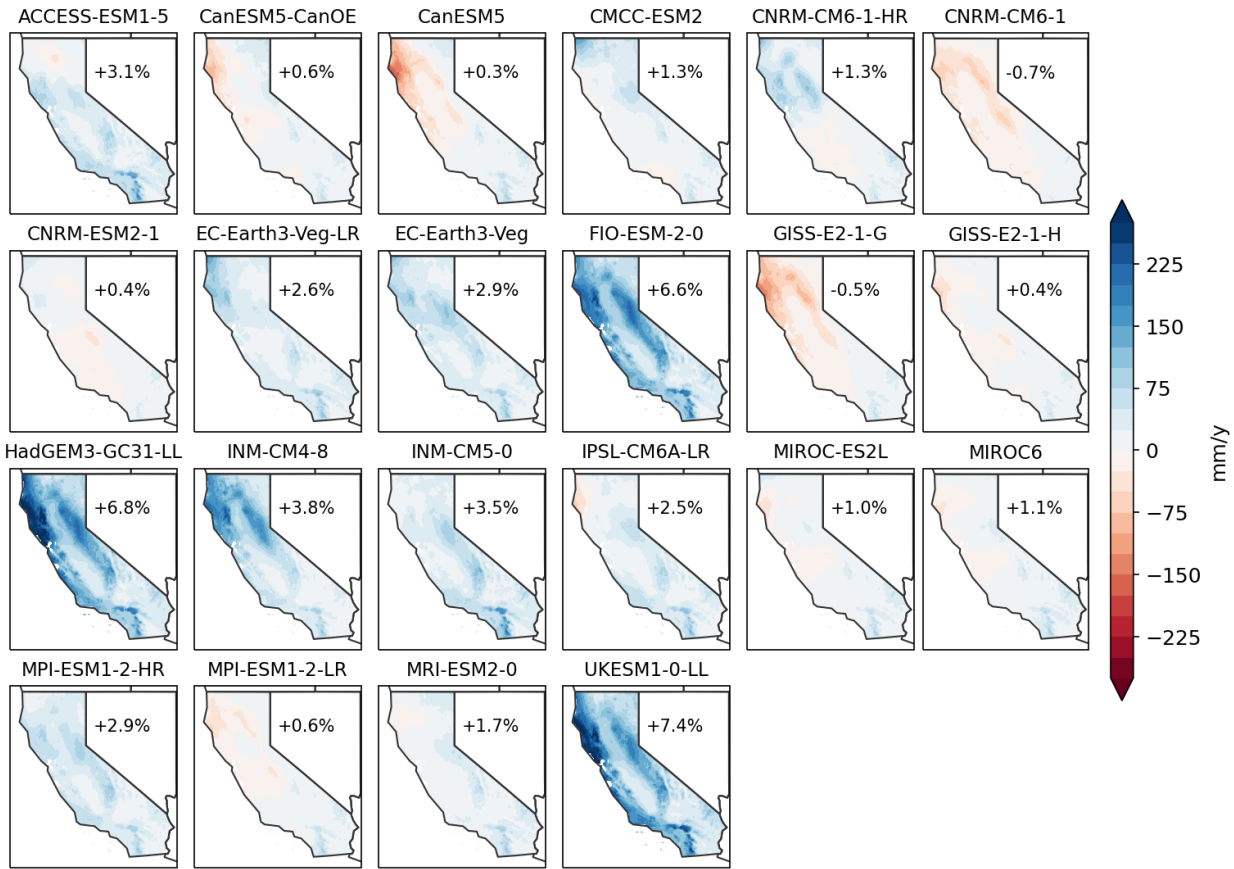 ACCESS-ESM1-5 CanESM5-CanOE CanESM5 CMCC-ESM2 CNRM-CM6-1-HR CNRM-CM6-1
+3.1% +0.6% +0.3% +1.3% +1.3% -0.7%
CNRM-ESM2-1 EC-Earth3-Veg-LR EC-Earth3-Veg FIO-ESM-2-0 GISS-E2-1-G GISS-E2-1-H
+0.4% +2.6% +2.9% +6.6% -0.5% +0.4%
HadGEM3-GC31-LL INM-CM4-8 INM-CM5-0 IPSL-CM6A-LR MIROC-ES2L MIROC6
+6.8% +3.8% +3.5% +2.5% +1.0% +1.1%
MPI-ESM1-2-HR MPI-ESM1-2-LR MRI-ESM2-0 UKESM1-0-LL
+2.9% +0.6% +1.7% +7.4%
225
150
75
0
−75
−150
−225
mm/y